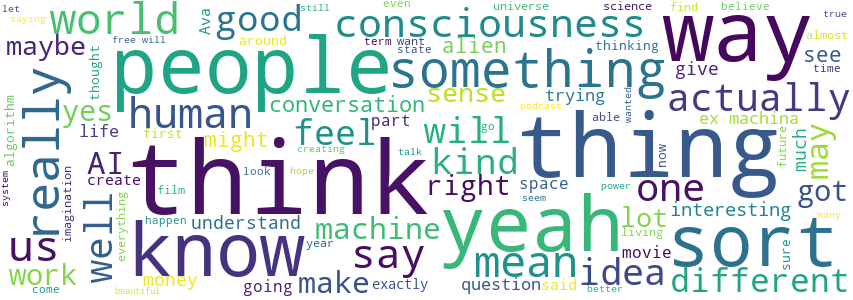 let
saying
world
Ava
good
even
still
consciousness
universe
science
find
believe
true
almost
way
maybe
free will
around
term
want
state
alien
thinking
see
time
people
something
give
really
thought
yes
human
conversation
sense
trying
podcast
wanted
actually
algorithm
life
first
might
feel
part
will
go
able
ex machina
thing
now
future
much
may
AI
create
think
creating
talk
kind
right
space
one
got
system
imagination
well
everything
film
look
hope
power
seem
know
yeah
lot
interesting
living
many
us
happen
understand
machine
say
year
mean
idea
movie
sort
sure
work
come
money
beautiful
going
make
exactly
question
said
better
different